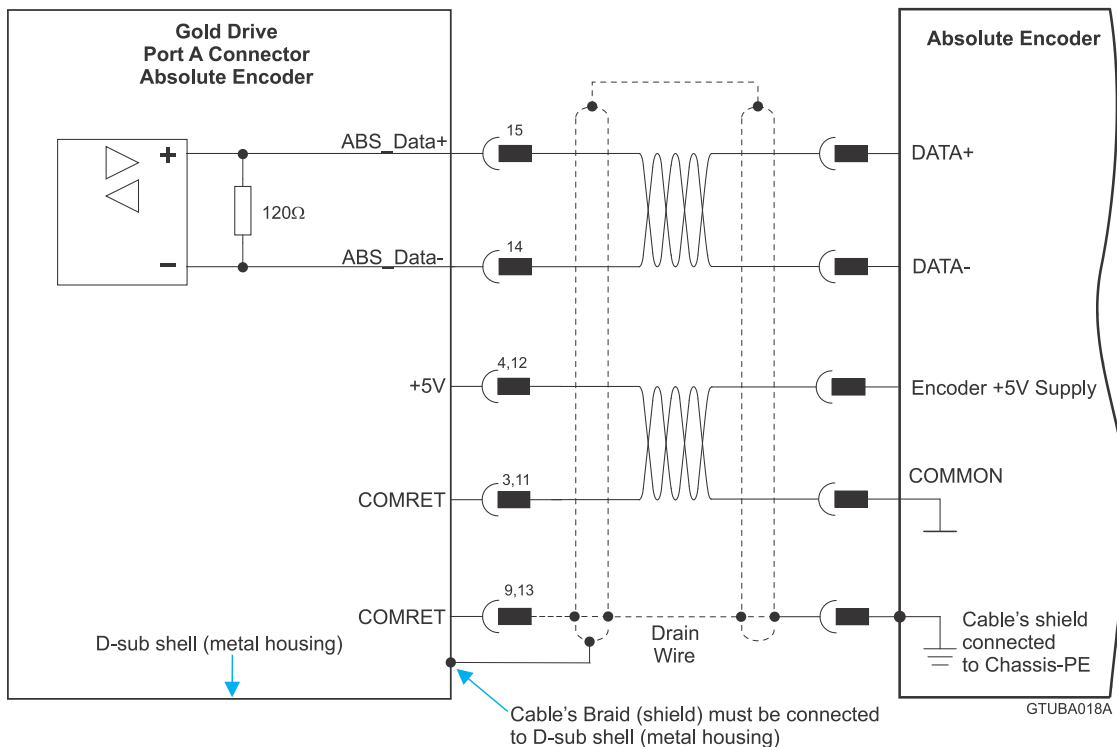 Gold Drive
Port A Connector
Absolute Encoder
Absolute Encoder
ABS_Data+
15
DATA+
+
120Ω
ABS_Data-
14
DATA-
−
+5V
4,12
Encoder +5V Supply
COMRET
3,11
COMMON
COMRET
9,13
Drain
Wire
Cable's shield
connected
to Chassis-PE
D-sub shell (metal housing)
GTUBA018A
Cable's Braid (shield) must be connected
to D-sub shell (metal housing)